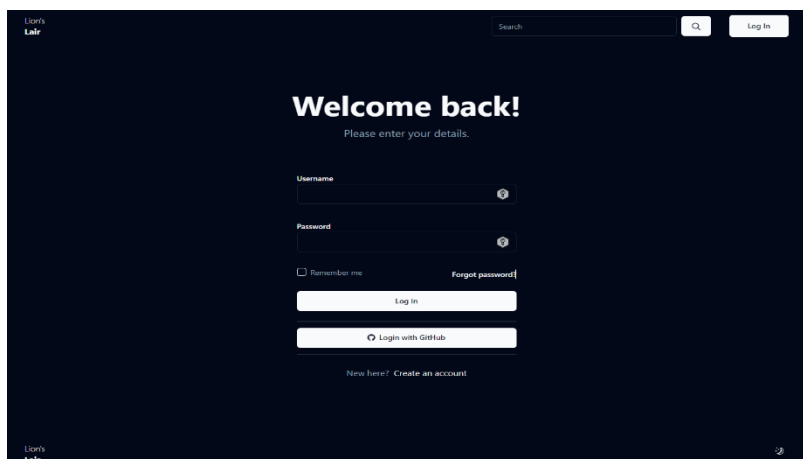 Lion's
Lair
Search
Log In
Welcome back!
Please enter your details.
Username
Password
Remember me
Forgot password?
Log In
Login with GitHub
New here? Create an account
Lion's
Lair